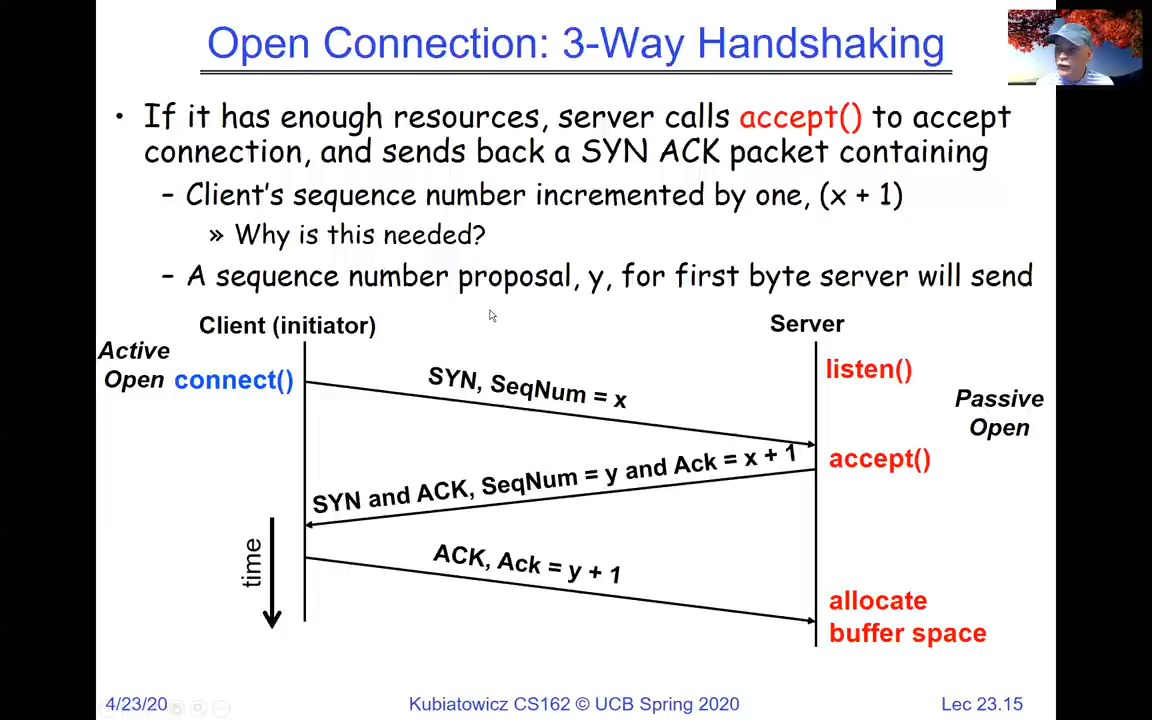 Open Connection: 3-Way Handshaking
• If it has enough resources, server calls accept() to accept
connection, and sends back a SYN ACK packet containing
– Client's sequence number incremented by one, (x + 1)
» Why is this needed?
– A sequence number proposal, y, for first byte server will send
Client (initiator)
Server
Active
Open
connect()
listen()
SYN, SeqNum = x
Passive
Open
accept()
SYN and ACK, SeqNum = y and Ack = x + 1
time
ACK, Ack = y + 1
allocate
buffer space
4/23/20
Kubiatowicz CS162 © UCB Spring 2020
Lec 23.15